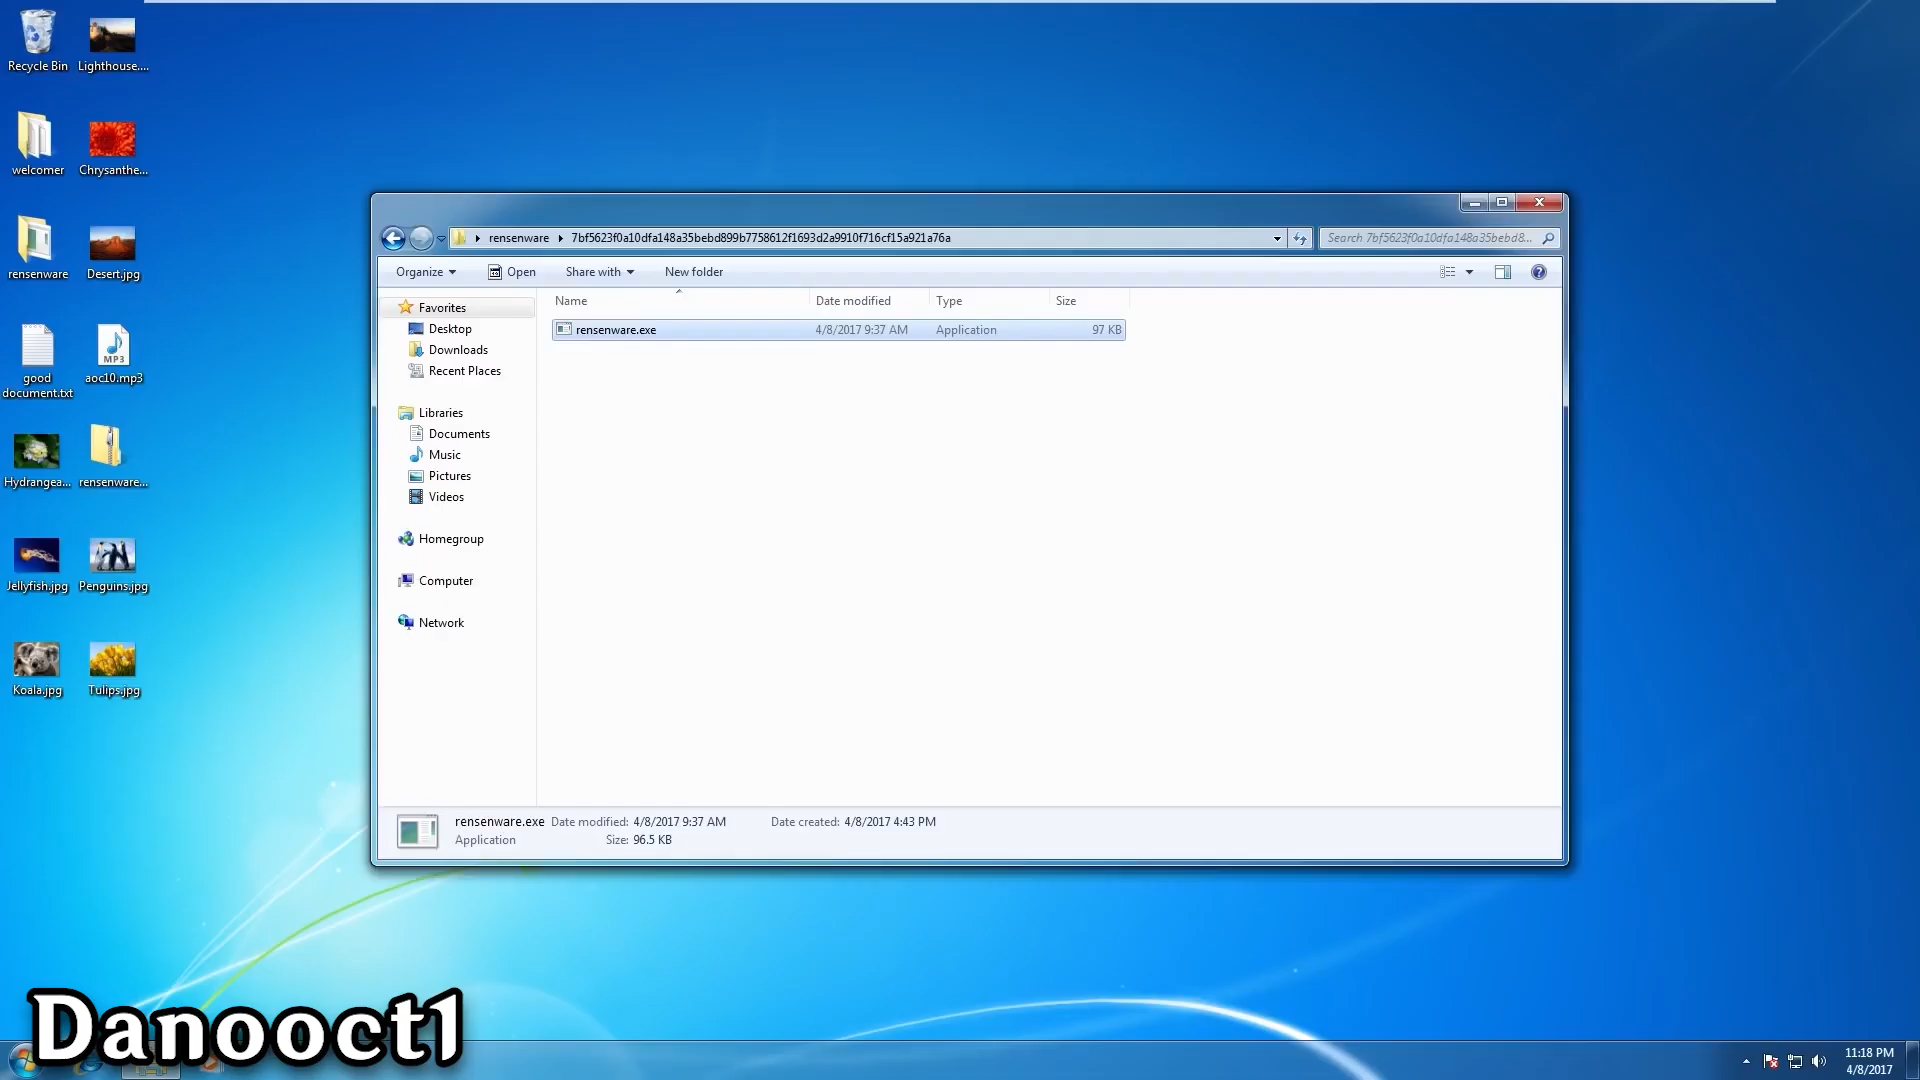 Recycle Bin
Lighthouse....
welcomer
Chrysanthe...
rensenware
Desert.jpg
good
document.txt
MP3
aoc10.mp3
Hydrangea...
rensenware...
Jellyfish.jpg
Penguins.jpg
Koala.jpg
Tulips.jpg
rensenware
7bf5623f0a10dfa148a35bebd899b7758612f1693d2a9910f716cf15a921a76a
Search 7bf5623f0a10dfa148a35bebd8...
Organize
Open
Share with
New folder
Name
Date modified
Type
Size
rensenware.exe
4/8/2017 9:37 AM
Application
97 KB
Favorites
Desktop
Downloads
Recent Places
Libraries
Documents
Music
Pictures
Videos
Homegroup
Computer
Network
rensenware.exe Date modified: 4/8/2017 9:37 AM Date created: 4/8/2017 4:43 PM
Application Size: 96.5 KB
Danooct1
11:18 PM
4/8/2017